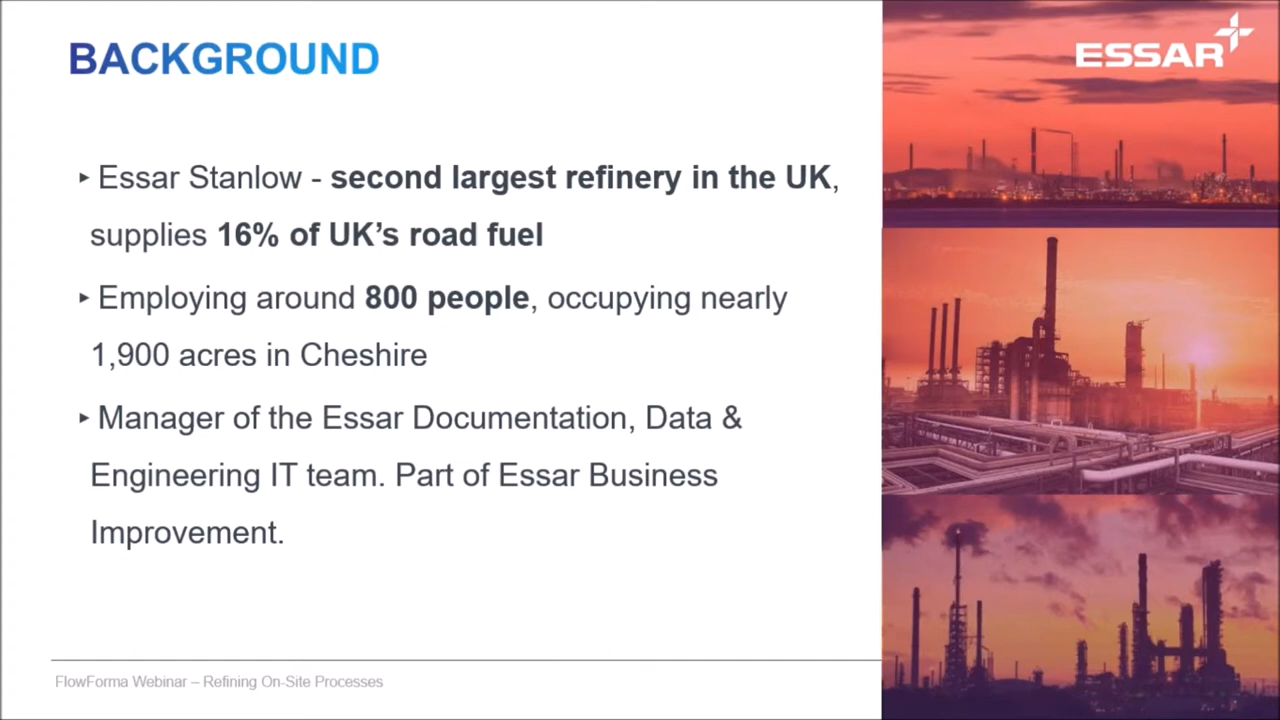 BACKGROUND
ESSAR
‣ Essar Stanlow - second largest refinery in the UK,
supplies 16% of UK’s road fuel
‣ Employing around 800 people, occupying nearly
1,900 acres in Cheshire
‣ Manager of the Essar Documentation, Data &
Engineering IT team. Part of Essar Business
Improvement.
FlowForma Webinar – Refining On-Site Processes